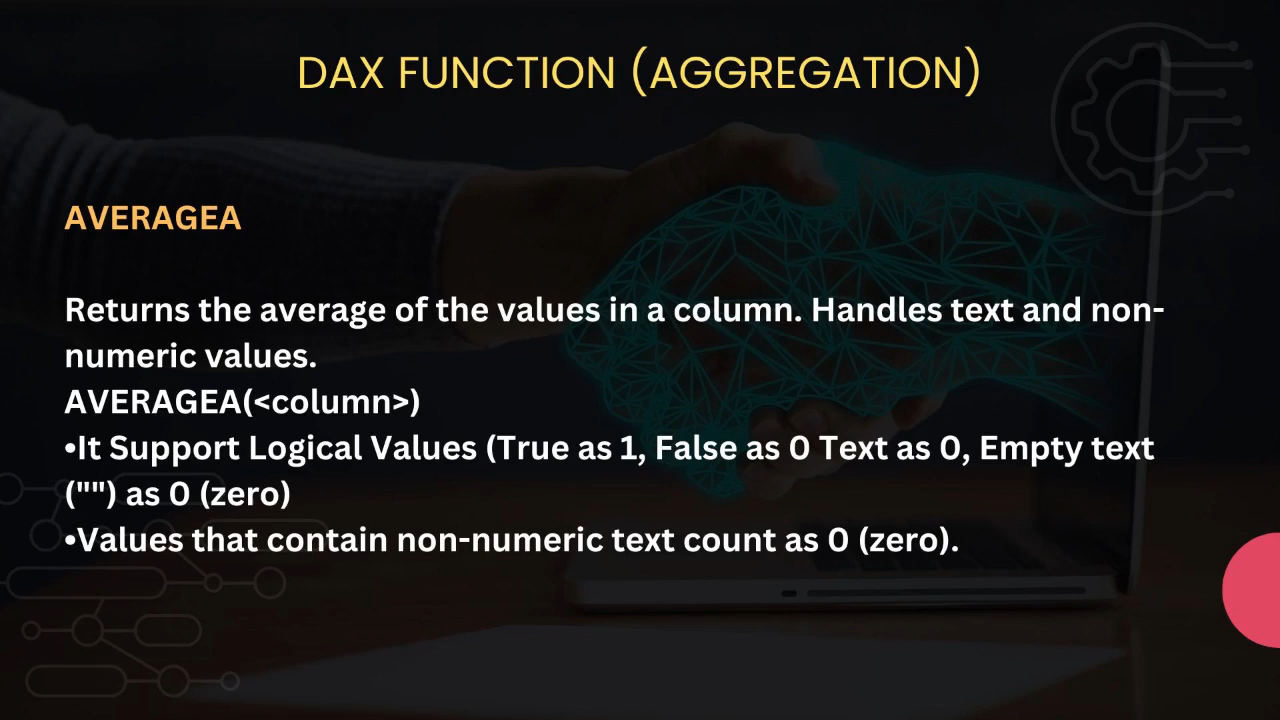 DAX FUNCTION (AGGREGATION)
AVERAGEA
Returns the average of the values in a column. Handles text and non-
numeric values.
AVERAGEA(<column>)
•It Support Logical Values (True as 1, False as 0 Text as 0, Empty text
("") as 0 (zero)
•Values that contain non-numeric text count as 0 (zero).